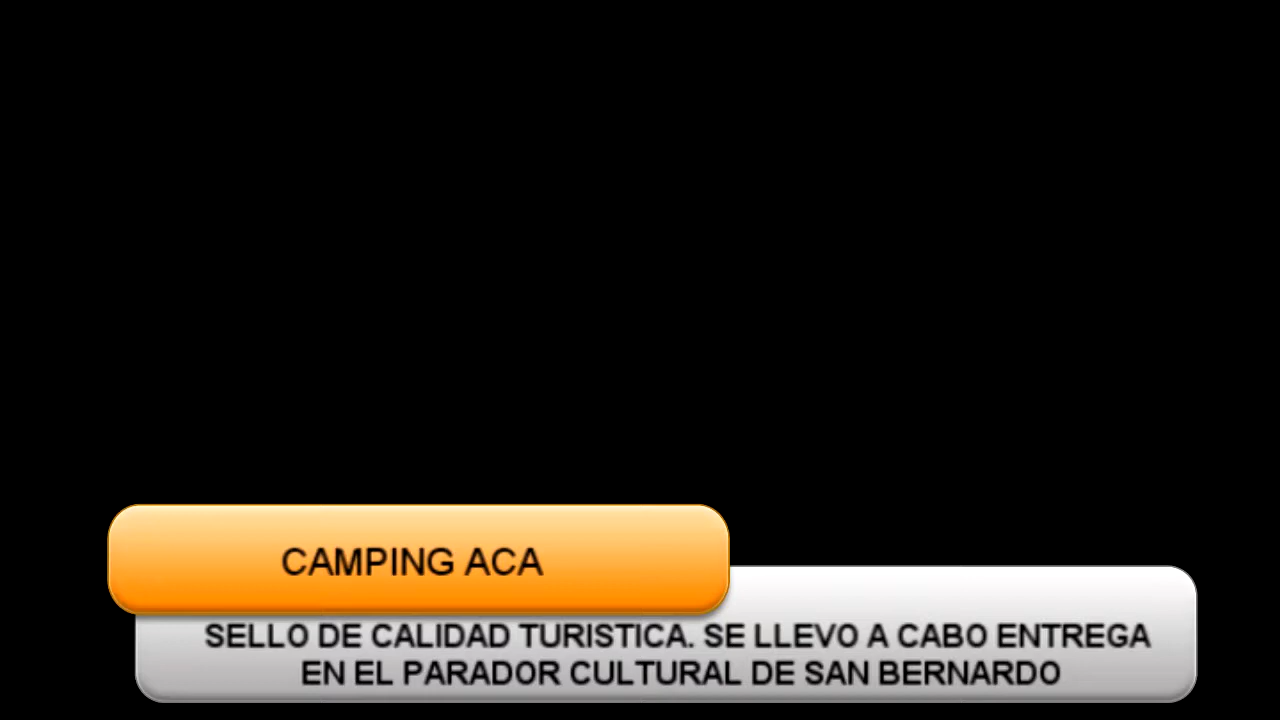 CAMPING ACA
SELLO DE CALIDAD TURISTICA. SE LLEVO A CABO ENTREGA
EN EL PARADOR CULTURAL DE SAN BERNARDO